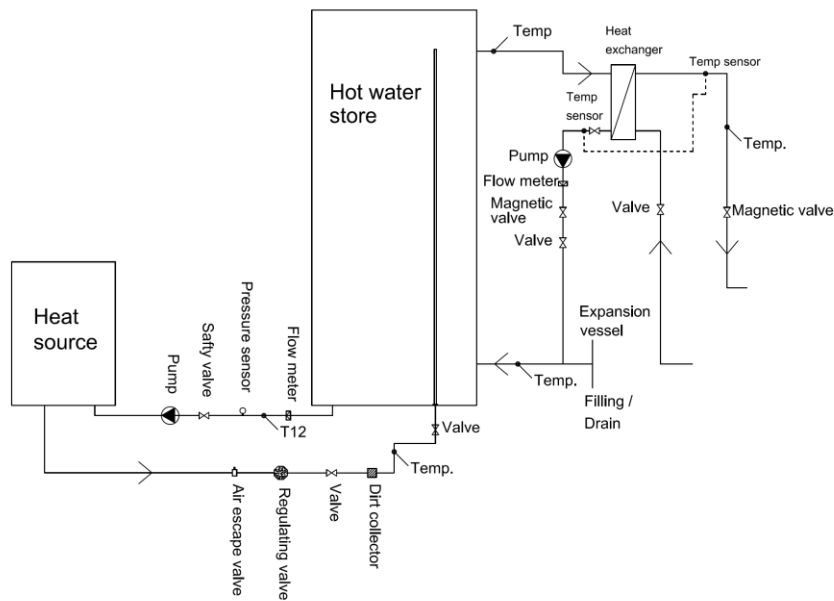 Hot water
store
Temp
Heat
exchanger
Temp sensor
Temp
sensor
Pump
Temp.
Flow meter
Magnetic
valve
Valve
Valve
Magnetic valve
Heat
source
Pump
Safty valve
Pressure sensor
Flow meter
T12
Expansion
vessel
Temp.
Filling /
Drain
Valve
Temp.
Air escape valve
Regulating valve
Valve
Dirt collector